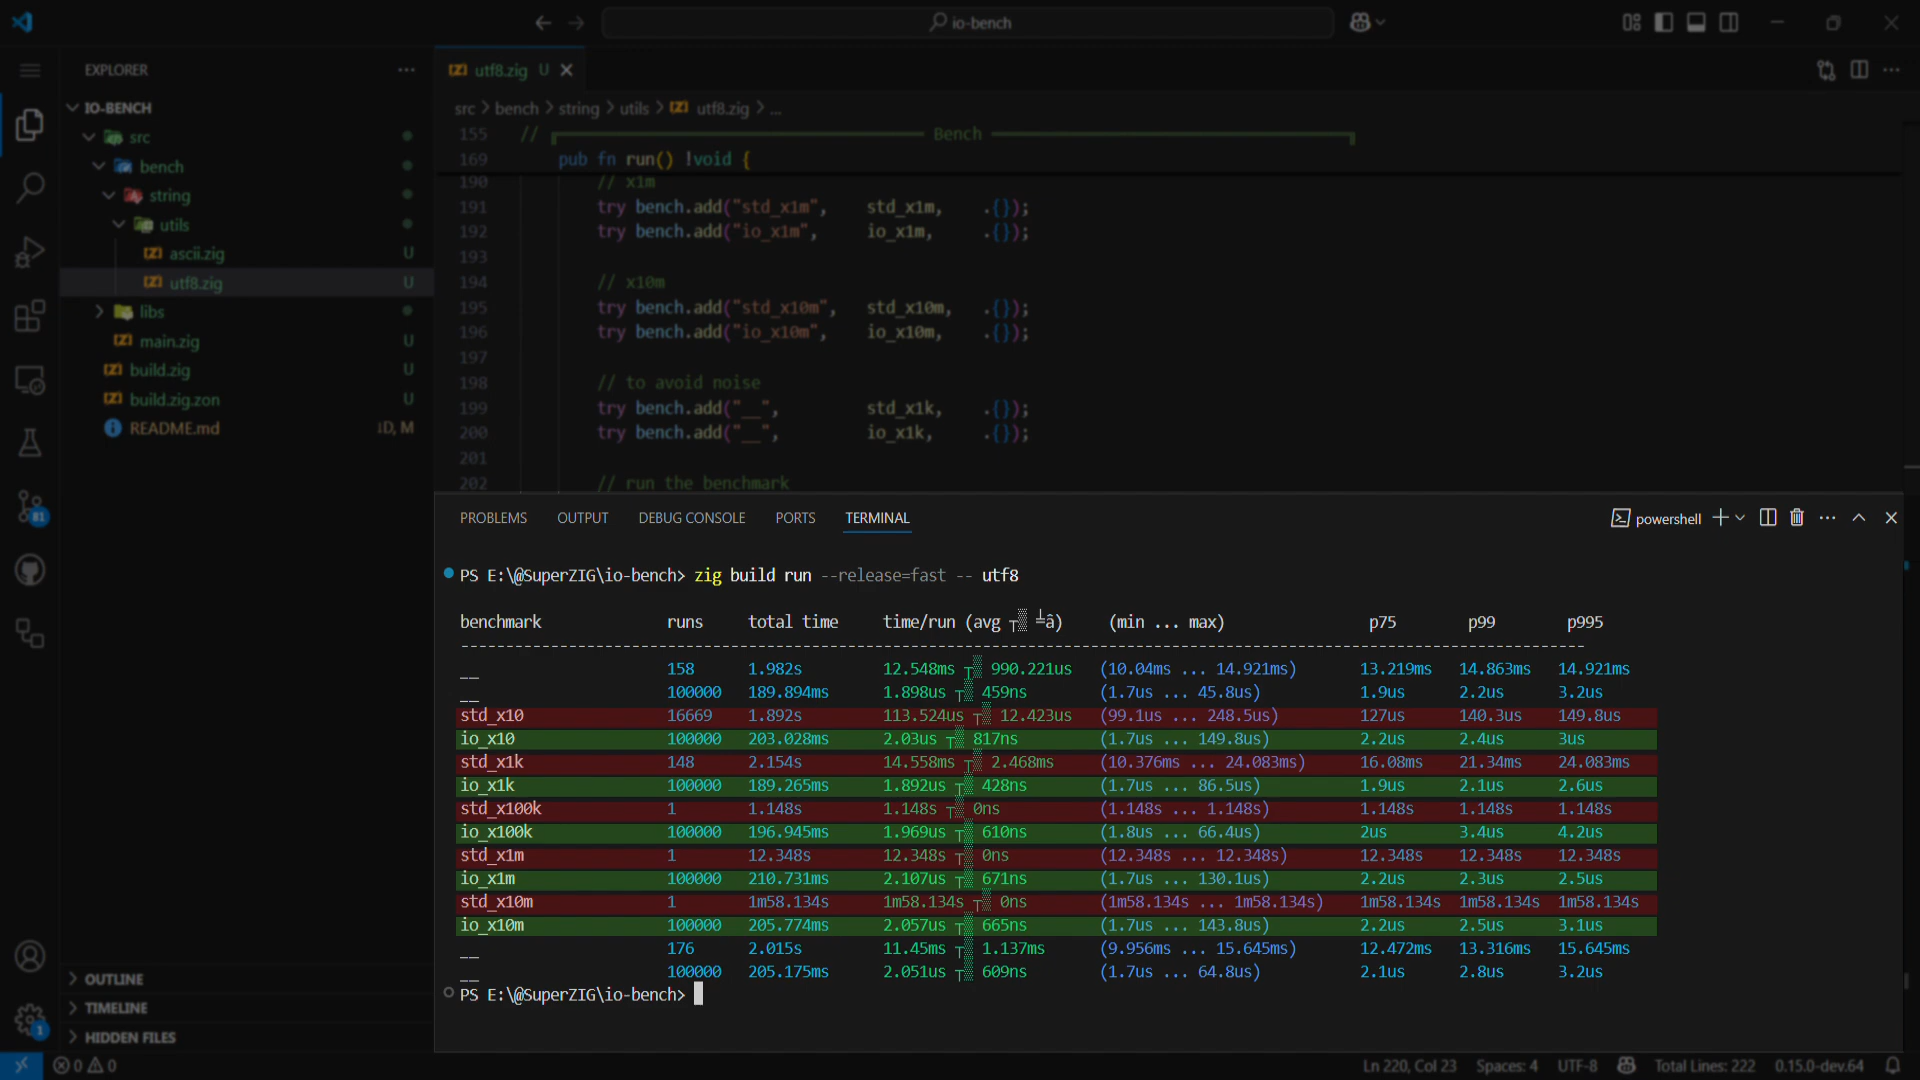 io-bench
EXPLORER
IO-BENCH
src
bench
string
utils
ascii.zig U
utf8.zig U
libs
main.zig U
build.zig U
build.zig.zon U
README.md 1D, M
OUTLINE
TIMELINE
HIDDEN FILES
81
1
utf8.zig U
src > bench > string > utils > utf8.zig > ...
155 // Bench
169 pub fn run() !void {
190 // x1m
191 try bench.add("std_x1m", std_x1m, .{});
192 try bench.add("io_x1m", io_x1m, .{});
193
194 // x10m
195 try bench.add("std_x10m", std_x10m, .{});
196 try bench.add("io_x10m", io_x10m, .{});
197
198 // to avoid noise
199 try bench.add("__", std_x1k, .{});
200 try bench.add("__", io_x1k, .{});
201
202 // run the benchmark
PROBLEMS OUTPUT DEBUG CONSOLE PORTS TERMINAL
powershell
PS E:\@SuperZIG\io-bench> zig build run --release=fast -- utf8
benchmark runs total time time/run (avg ┬▒ ╧â) (min ... max) p75 p99 p995
-----------------------------------------------------------------------------------------------------------------------------
__ 158 1.982s 12.548ms ┬▒ 990.221us (10.04ms ... 14.921ms) 13.219ms 14.863ms 14.921ms
__ 100000 189.894ms 1.898us ┬▒ 459ns (1.7us ... 45.8us) 1.9us 2.2us 3.2us
std_x10 16669 1.892s 113.524us ┬▒ 12.423us (99.1us ... 248.5us) 127us 140.3us 149.8us
io_x10 100000 203.028ms 2.03us ┬▒ 817ns (1.7us ... 149.8us) 2.2us 2.4us 3us
std_x1k 148 2.154s 14.558ms ┬▒ 2.468ms (10.376ms ... 24.083ms) 16.08ms 21.34ms 24.083ms
io_x1k 100000 189.265ms 1.892us ┬▒ 428ns (1.7us ... 86.5us) 1.9us 2.1us 2.6us
std_x100k 1 1.148s 1.148s ┬▒ 0ns (1.148s ... 1.148s) 1.148s 1.148s 1.148s
io_x100k 100000 196.945ms 1.969us ┬▒ 610ns (1.8us ... 66.4us) 2us 3.4us 4.2us
std_x1m 1 12.348s 12.348s ┬▒ 0ns (12.348s ... 12.348s) 12.348s 12.348s 12.348s
io_x1m 100000 210.731ms 2.107us ┬▒ 671ns (1.7us ... 130.1us) 2.2us 2.3us 2.5us
std_x10m 1 1m58.134s 1m58.134s ┬▒ 0ns (1m58.134s ... 1m58.134s) 1m58.134s 1m58.134s 1m58.134s
io_x10m 100000 205.774ms 2.057us ┬▒ 665ns (1.7us ... 143.8us) 2.2us 2.5us 3.1us
__ 176 2.015s 11.45ms ┬▒ 1.137ms (9.956ms ... 15.645ms) 12.472ms 13.316ms 15.645ms
__ 100000 205.175ms 2.051us ┬▒ 609ns (1.7us ... 64.8us) 2.1us 2.8us 3.2us
PS E:\@SuperZIG\io-bench>
0 0 Ln 220, Col 23 Spaces: 4 UTF-8 Total Lines: 222 0.15.0-dev.64